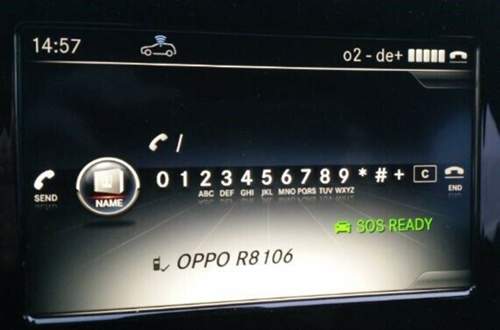 14:57 o2 - de+
/
0 1 2 3 4 5 6 7 8 9 * # + C
SEND NAME ABC DEF GHI JKL MNO PQRS TUV WXYZ END
SOS READY
OPPO R8106